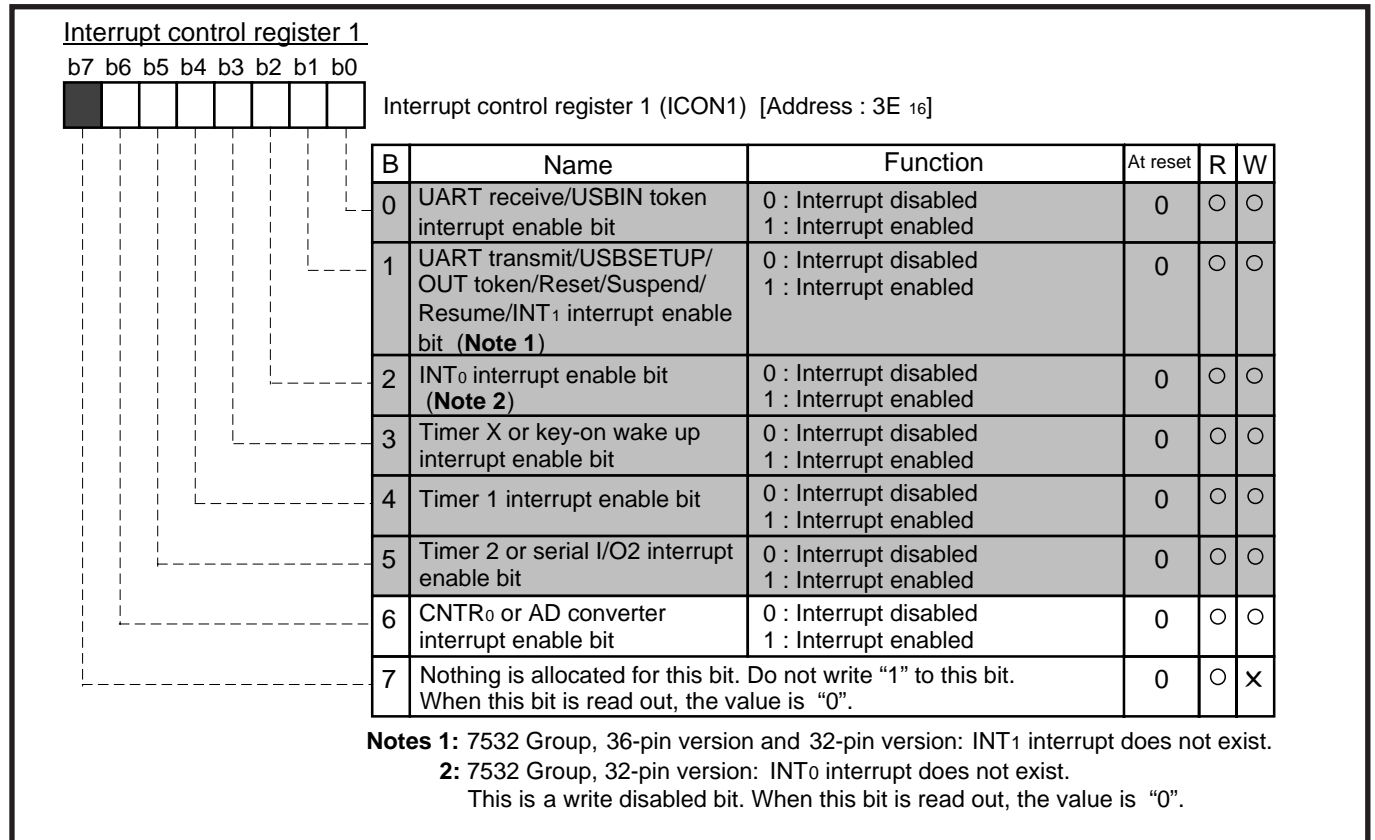 Interrupt control register 1
b7 b6 b5 b4 b3 b2 b1 b0
Interrupt control register 1 (ICON1) [Address : 3E 16]
B Name Function At reset R W
0 UART receive/USBIN token interrupt enable bit 0 : Interrupt disabled 1 : Interrupt enabled 0 ○ ○
1 UART transmit/USBSETUP/ OUT token/Reset/Suspend/ Resume/INT1 interrupt enable bit (Note 1) 0 : Interrupt disabled 1 : Interrupt enabled 0 ○ ○
2 INT0 interrupt enable bit (Note 2) 0 : Interrupt disabled 1 : Interrupt enabled 0 ○ ○
3 Timer X or key-on wake up interrupt enable bit 0 : Interrupt disabled 1 : Interrupt enabled 0 ○ ○
4 Timer 1 interrupt enable bit 0 : Interrupt disabled 1 : Interrupt enabled 0 ○ ○
5 Timer 2 or serial I/O2 interrupt enable bit 0 : Interrupt disabled 1 : Interrupt enabled 0 ○ ○
6 CNTR0 or AD converter interrupt enable bit 0 : Interrupt disabled 1 : Interrupt enabled 0 ○ ○
7 Nothing is allocated for this bit. Do not write “1” to this bit. When this bit is read out, the value is “0”. 0 ○ ×
Notes 1: 7532 Group, 36-pin version and 32-pin version: INT1 interrupt does not exist.
2: 7532 Group, 32-pin version: INT0 interrupt does not exist.
This is a write disabled bit. When this bit is read out, the value is “0”.